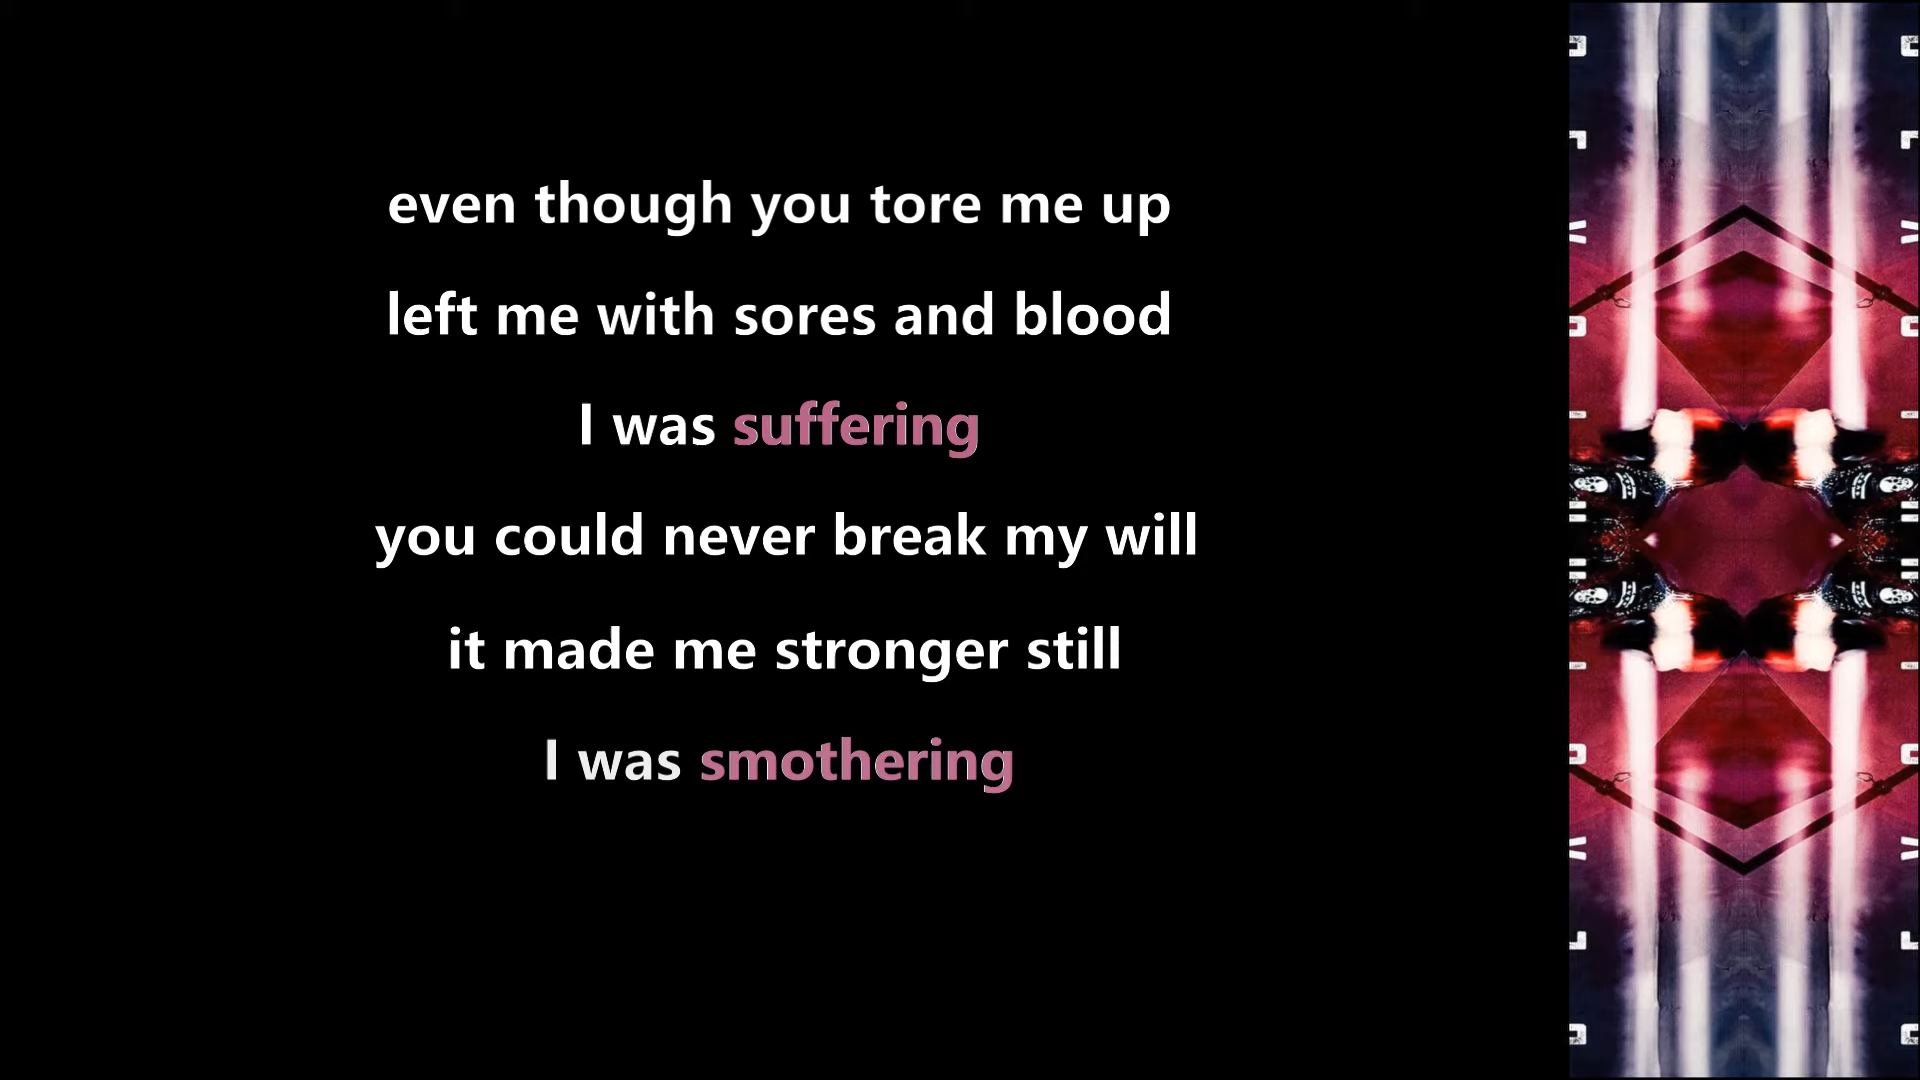 even though you tore me up
left me with sores and blood
I was suffering
you could never break my will
it made me stronger still
I was smothering